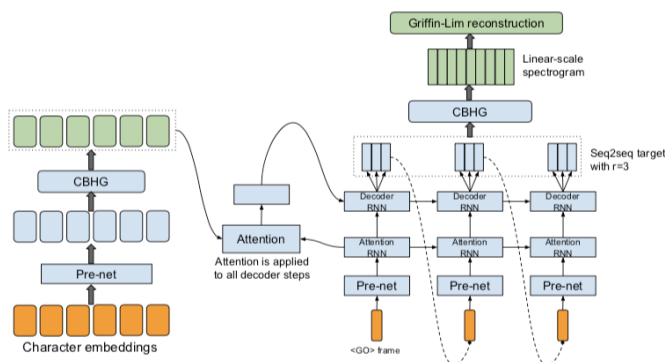 Griffin-Lim reconstruction
Linear-scale
spectrogram
CBHG
Seq2seq target
with r=3
CBHG
Decoder
RNN
Decoder
RNN
Decoder
RNN
Attention
Attention is applied
to all decoder steps
Attention
RNN
Attention
RNN
Attention
RNN
Pre-net
Pre-net
Pre-net
Pre-net
<GO> frame
Character embeddings